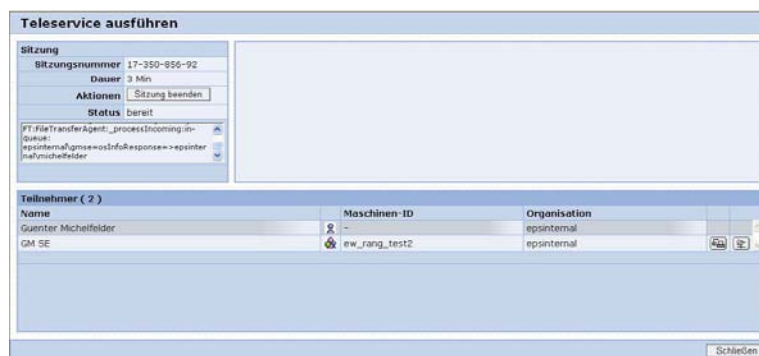 Teleservice ausführen
Sitzung
Sitzungsnummer 17-350-856-92
Dauer 3 Min
Aktionen Sitzung beenden
Status bereit
FT:FileTransferAgent:_processIncoming:in-
queue:
epsinternal\gmse=osInfoResponse=>epsinter
nal\michelfelder
Teilnehmer ( 2 )
Name Maschinen-ID Organisation
Guenter Michelfelder - epsinternal
GM SE ew_rang_test2 epsinternal
Schließen